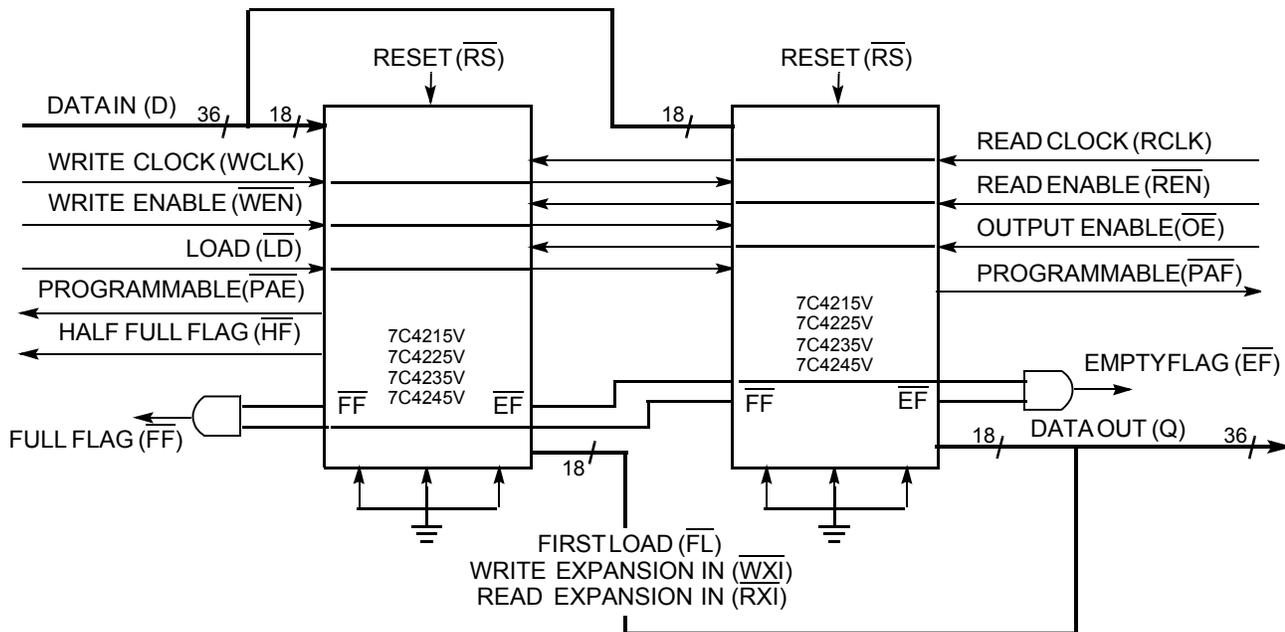 RESET (RS)
RESET (RS)
DATA IN (D)
36
18
18
WRITE CLOCK (WCLK)
READ CLOCK (RCLK)
WRITE ENABLE (WEN)
READ ENABLE (REN)
LOAD (LD)
OUTPUT ENABLE (OE)
PROGRAMMABLE (PAE)
PROGRAMMABLE (PAF)
HALF FULL FLAG (HF)
7C4215V
7C4225V
7C4235V
7C4245V
7C4215V
7C4225V
7C4235V
7C4245V
EMPTY FLAG (EF)
FF
EF
FF
EF
FULL FLAG (FF)
18
18
DATA OUT (Q)
36
FIRST LOAD (FL)
WRITE EXPANSION IN (WXI)
READ EXPANSION IN (RXI)